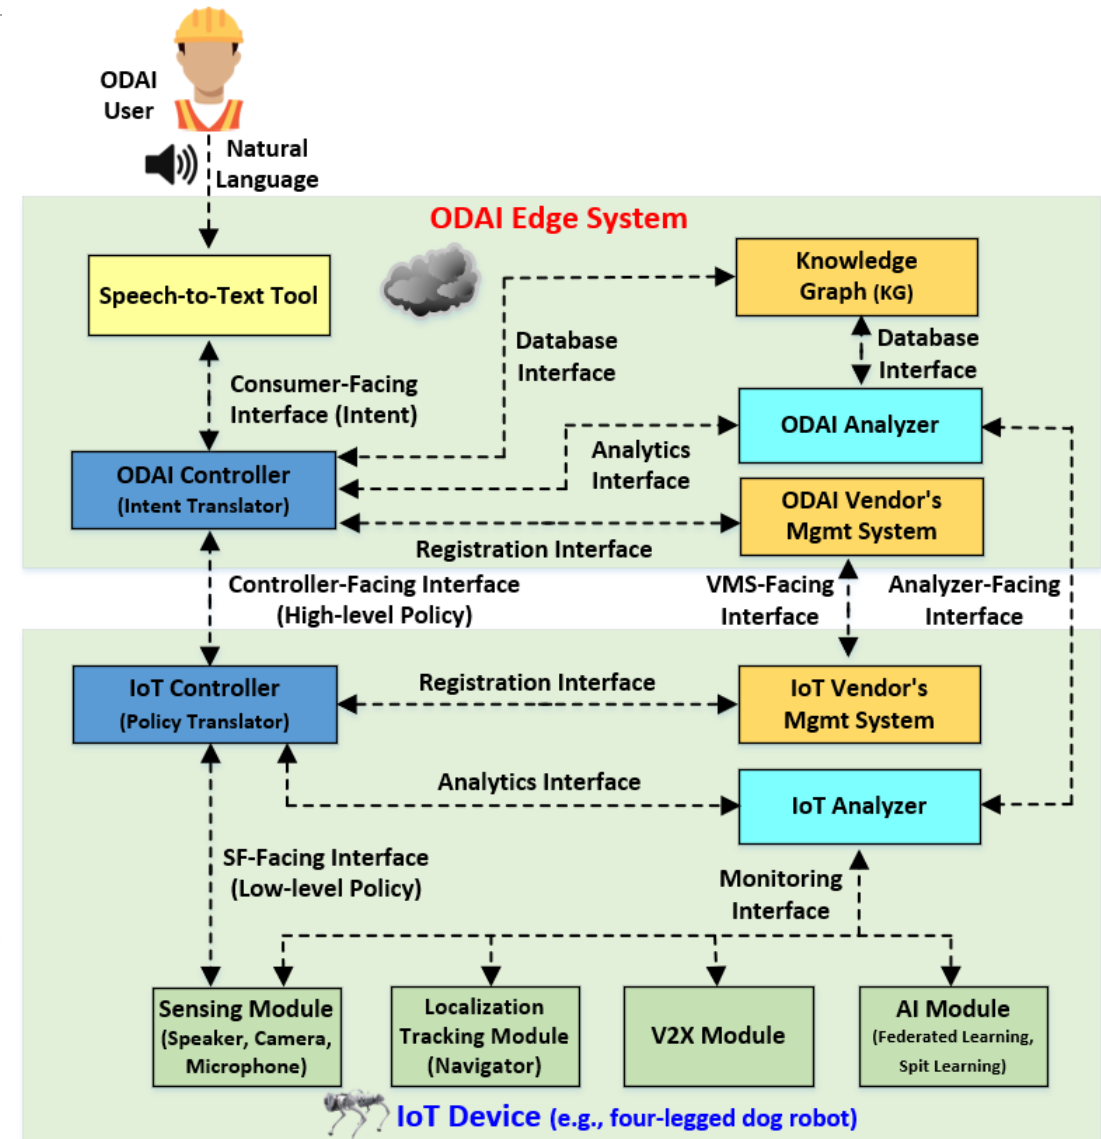 ODAI
User
Natural
Language
ODAI Edge System
Speech-to-Text Tool
Knowledge
Graph (KG)
Database
Interface
Database
Interface
Consumer-Facing
Interface (Intent)
ODAI Analyzer
Analytics
Interface
ODAI Controller
(Intent Translator)
ODAI Vendor's
Mgmt System
Registration Interface
Controller-Facing Interface
(High-level Policy)
VMS-Facing
Interface
Analyzer-Facing
Interface
IoT Controller
(Policy Translator)
Registration Interface
IoT Vendor's
Mgmt System
Analytics Interface
IoT Analyzer
SF-Facing Interface
(Low-level Policy)
Monitoring
Interface
Sensing Module
(Speaker, Camera,
Microphone)
Localization
Tracking Module
(Navigator)
V2X Module
AI Module
(Federated Learning,
Spit Learning)
IoT Device (e.g., four-legged dog robot)